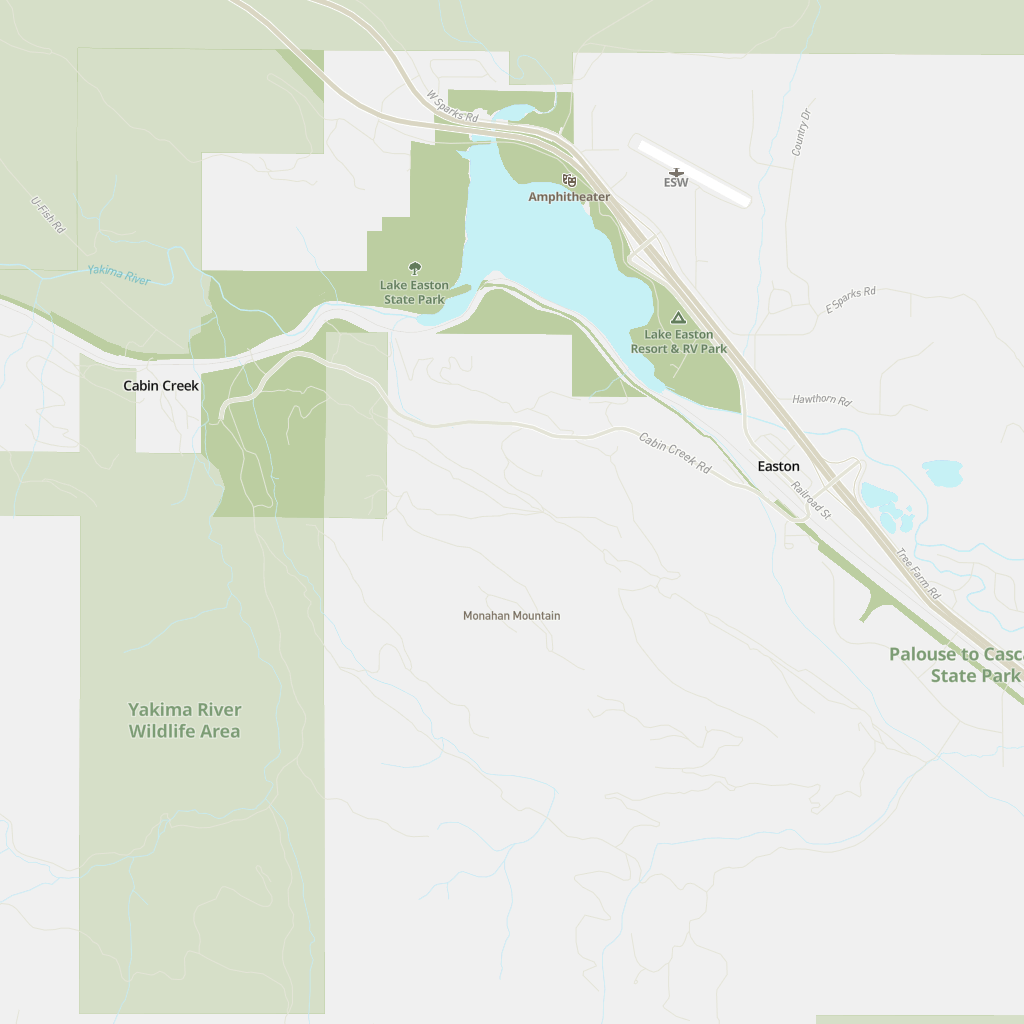 W Sparks Rd
Country Dr
ESW
Amphitheater
U-Fish Rd
Yakima River
Lake Easton
State Park
E Sparks Rd
Lake Easton
Resort & RV Park
Cabin Creek
Hawthorn Rd
Cabin Creek Rd
Easton
Railroad St
Tree Farm Rd
Monahan Mountain
Palouse to Casca
State Park
Yakima River
Wildlife Area